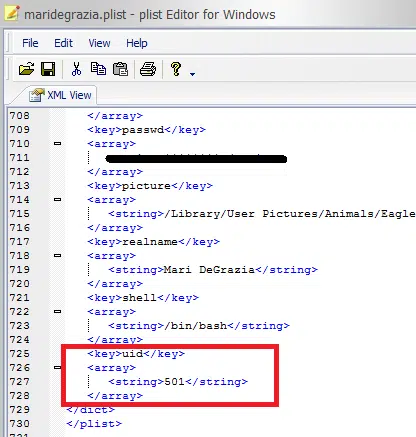 maridegrazia.plist - plist Editor for Windows
File Edit View Help
XML View
708 </array>
709 <key>passwd</key>
710 <array>
711
712 </array>
713 <key>picture</key>
714 <array>
715 <string>/Library/User Pictures/Animals/Eagle
716 </array>
717 <key>realname</key>
718 <array>
719 <string>Mari DeGrazia</string>
720 </array>
721 <key>shell</key>
722 <array>
723 <string>/bin/bash</string>
724 </array>
725 <key>uid</key>
726 <array>
727 <string>501</string>
728 </array>
729 </dict>
730 </plist>